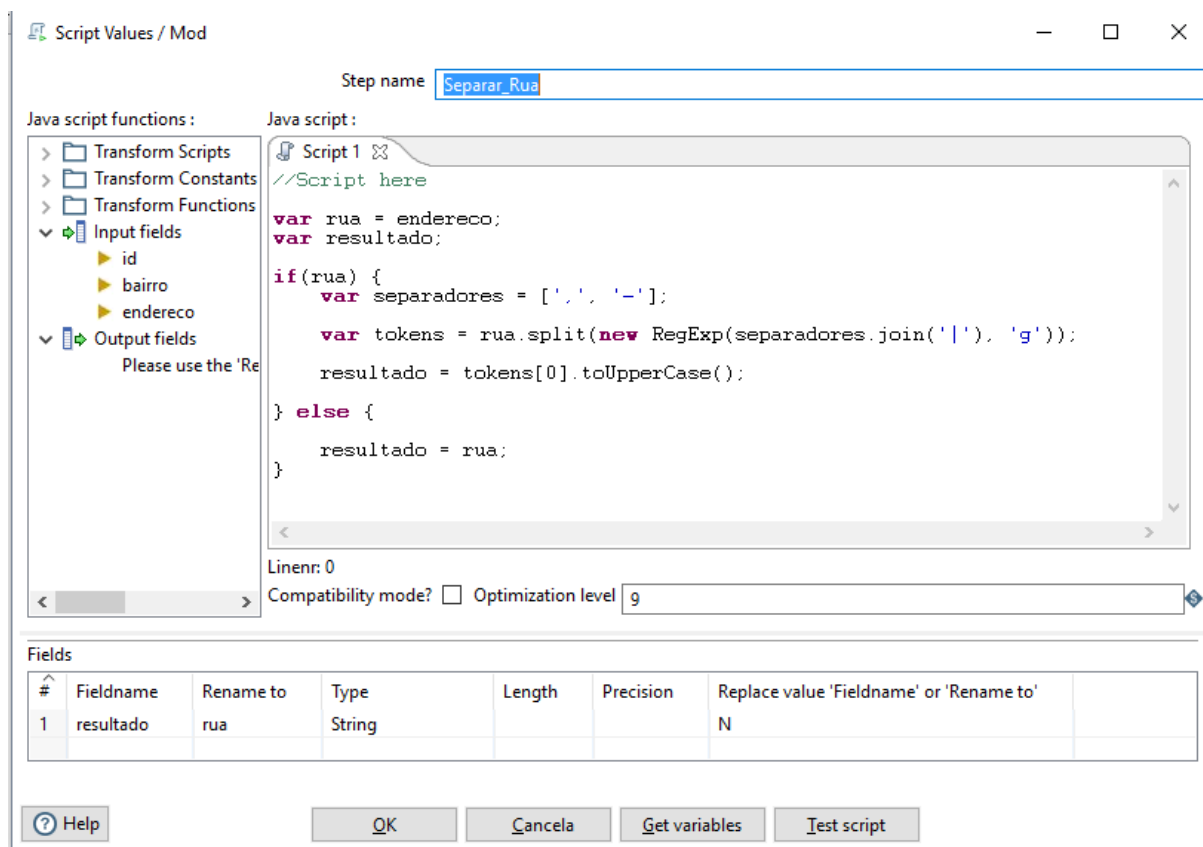 Script Values / Mod
Step name Separar_Rua
Java script functions :
Java script :
Transform Scripts
Transform Constants
Transform Functions
Input fields
id
bairro
endereco
Output fields
Please use the 'Re
Script 1
//Script here
var rua = endereco;
var resultado;
if(rua) {
var separadores = [',', '-'];
var tokens = rua.split(new RegExp(separadores.join('|'), 'g'));
resultado = tokens[0].toUpperCase();
} else {
resultado = rua;
}
Linenr: 0
Compatibility mode? Optimization level 9
Fields
# Fieldname Rename to Type Length Precision Replace value 'Fieldname' or 'Rename to'
1 resultado rua String N
Help OK Cancela Get variables Test script